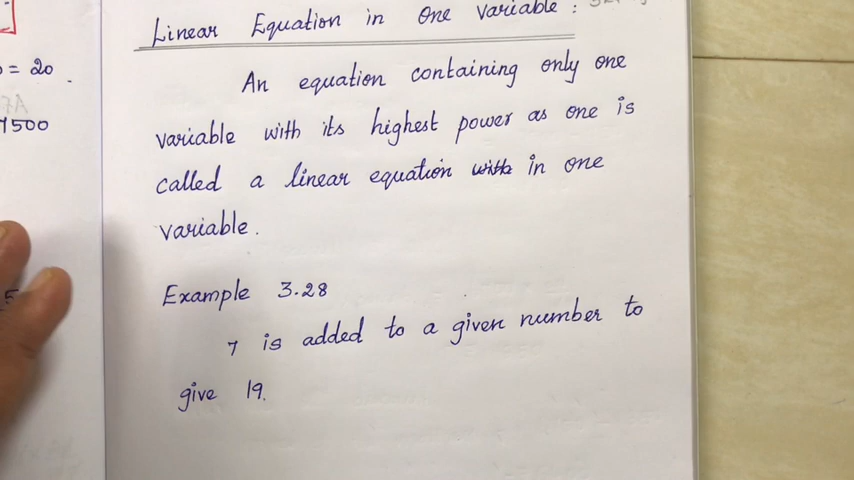 = 20
7500
Linear Equation in one variable :
An equation containing only one
variable with its highest power as one is
called a linear equation with in one
variable.
Example 3.28
7 is added to a given number to
give 19.